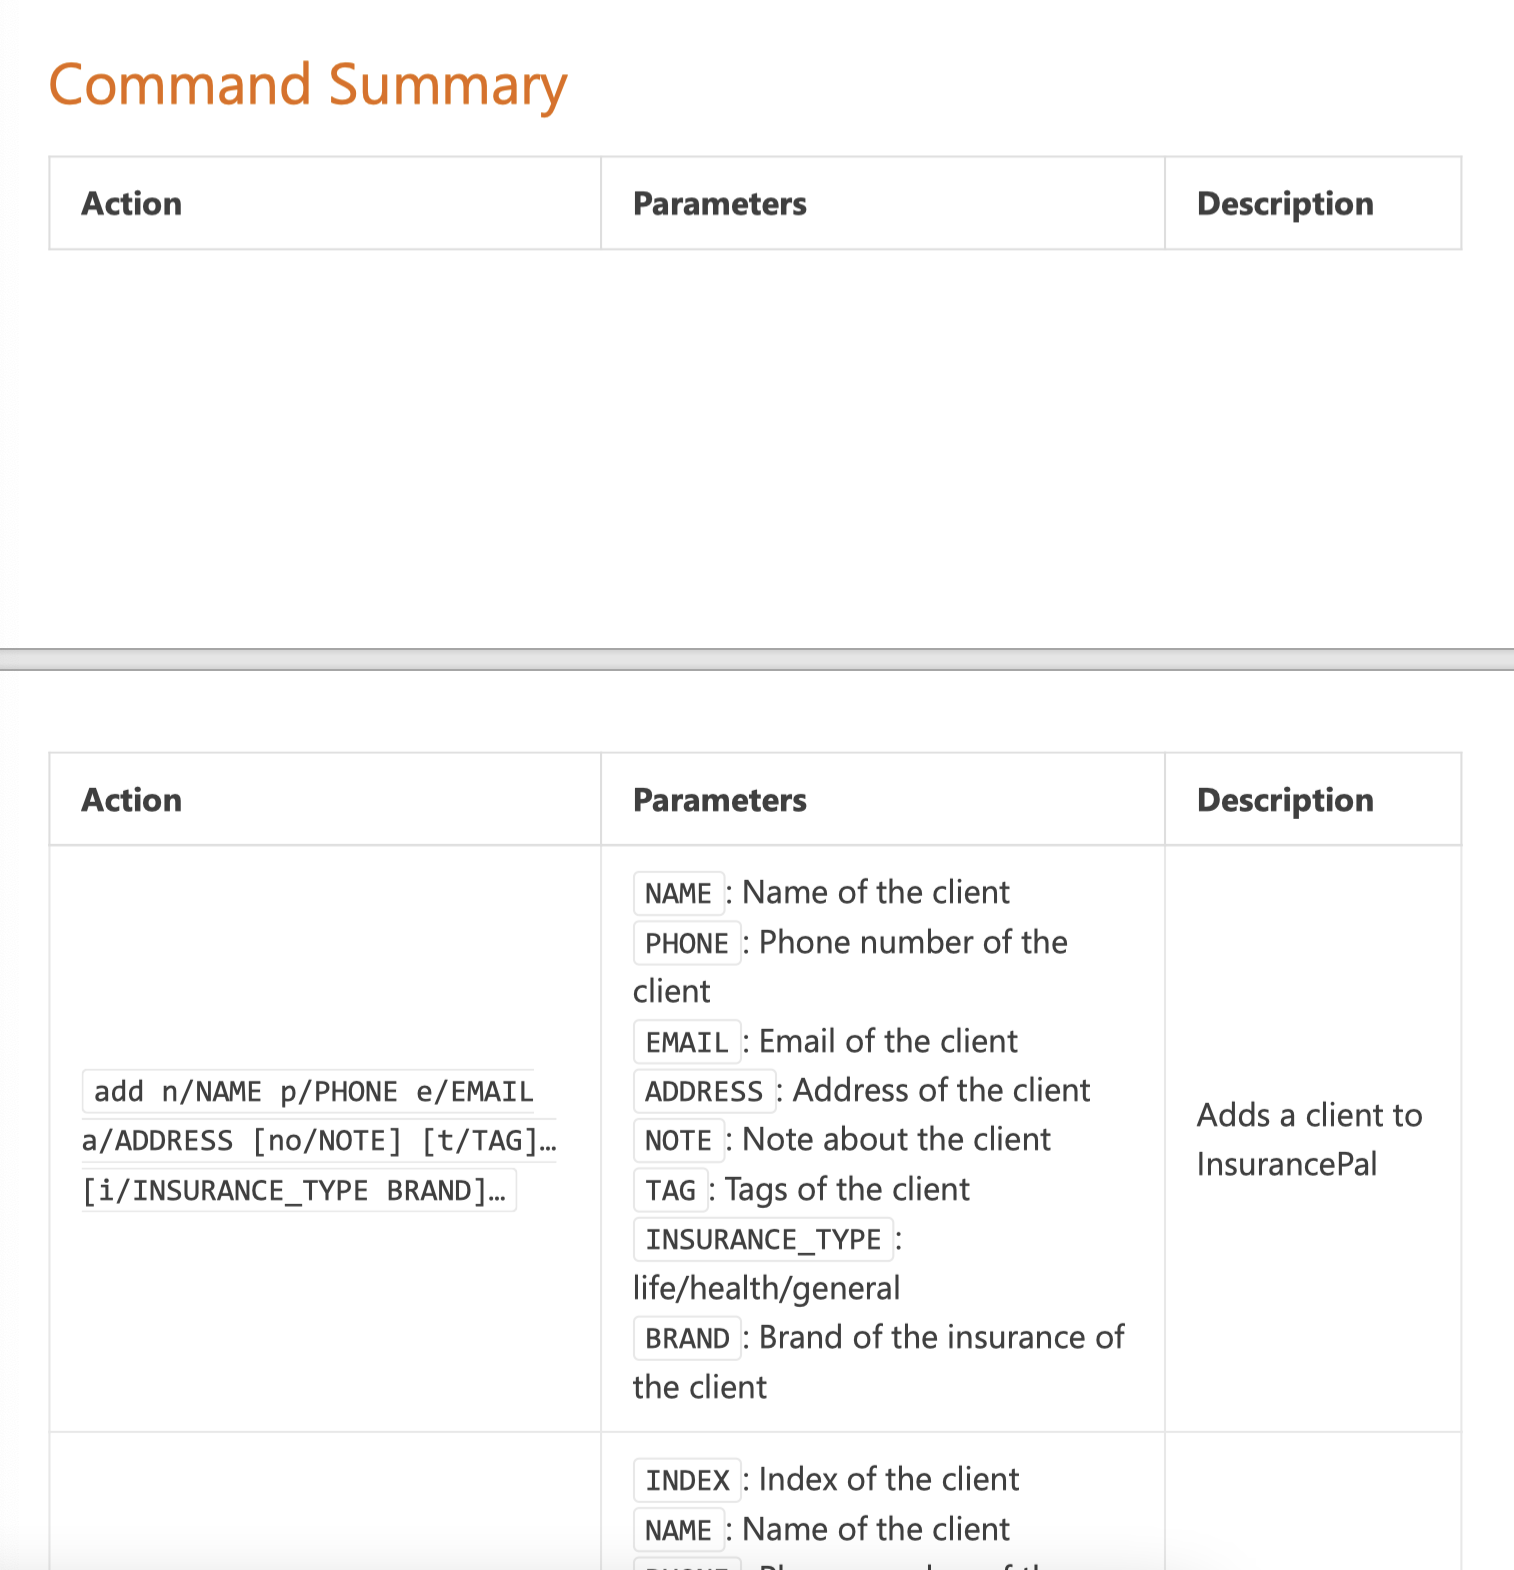 Command Summary
Action Parameters Description
Action Parameters Description
add n/NAME p/PHONE e/EMAIL
a/ADDRESS [no/NOTE] [t/TAG]…
[i/INSURANCE_TYPE BRAND]…
NAME : Name of the client
PHONE : Phone number of the
client
EMAIL : Email of the client
ADDRESS : Address of the client
NOTE : Note about the client
TAG : Tags of the client
INSURANCE_TYPE :
life/health/general
BRAND : Brand of the insurance of
the client
Adds a client to
InsurancePal
INDEX : Index of the client
NAME : Name of the client